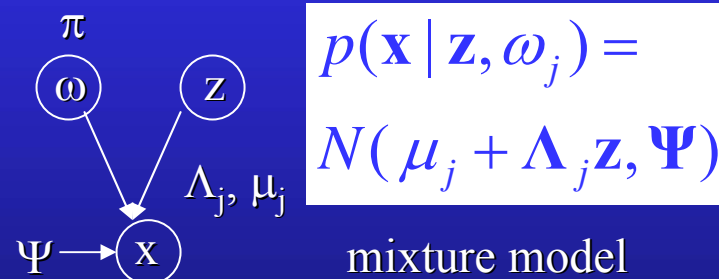 π
ω z
p(x | z, ω_j) =
N(μ_j + Λ_j z, Ψ)
Λ_j, μ_j
Ψ x
mixture model